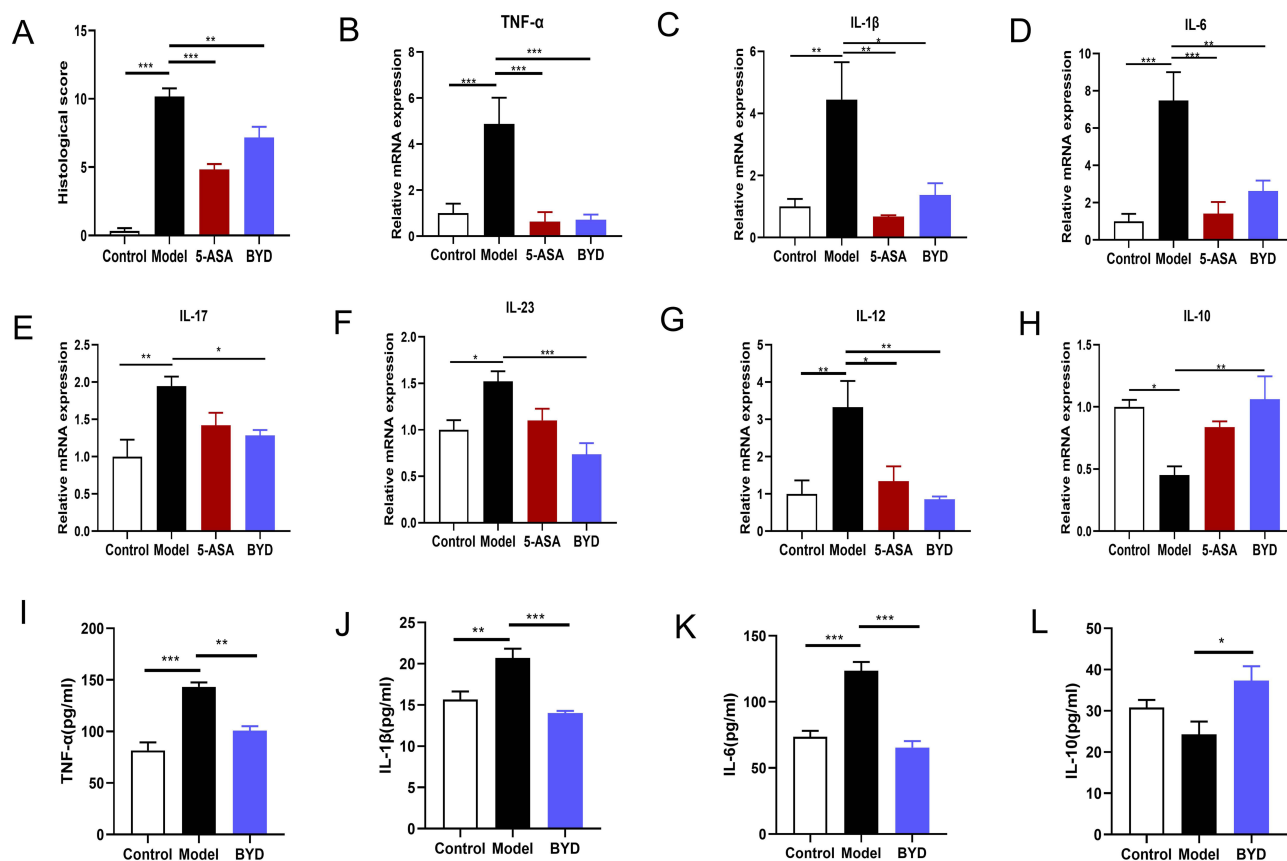 A
Histological score
15
10
5
0
***
***
**
Control Model 5-ASA BYD
B
TNF-α
Relative mRNA expression
8
6
4
2
0
***
***
***
Control Model 5-ASA BYD
C
IL-1β
Relative mRNA expression
6
4
2
0
**
**
*
Control Model 5-ASA BYD
D
IL-6
Relative mRNA expression
10
8
6
4
2
0
***
***
**
Control Model 5-ASA BYD
E
IL-17
Relative mRNA expression
2.5
2.0
1.5
1.0
0.5
0.0
**
*
Control Model 5-ASA BYD
F
IL-23
Relative mRNA expression
2.0
1.5
1.0
0.5
0.0
*
***
Control Model 5-ASA BYD
G
IL-12
Relative mRNA expression
5
4
3
2
1
0
**
*
**
Control Model 5-ASA BYD
H
IL-10
Relative mRNA expression
1.5
1.0
0.5
0.0
*
**
Control Model 5-ASA BYD
I
TNF-α(pg/ml)
200
150
100
50
0
***
**
Control Model BYD
J
IL-1β(pg/ml)
25
20
15
10
5
0
**
***
Control Model BYD
K
IL-6(pg/ml)
150
100
50
0
***
***
Control Model BYD
L
IL-10(pg/ml)
50
40
30
20
10
0
*
Control Model BYD